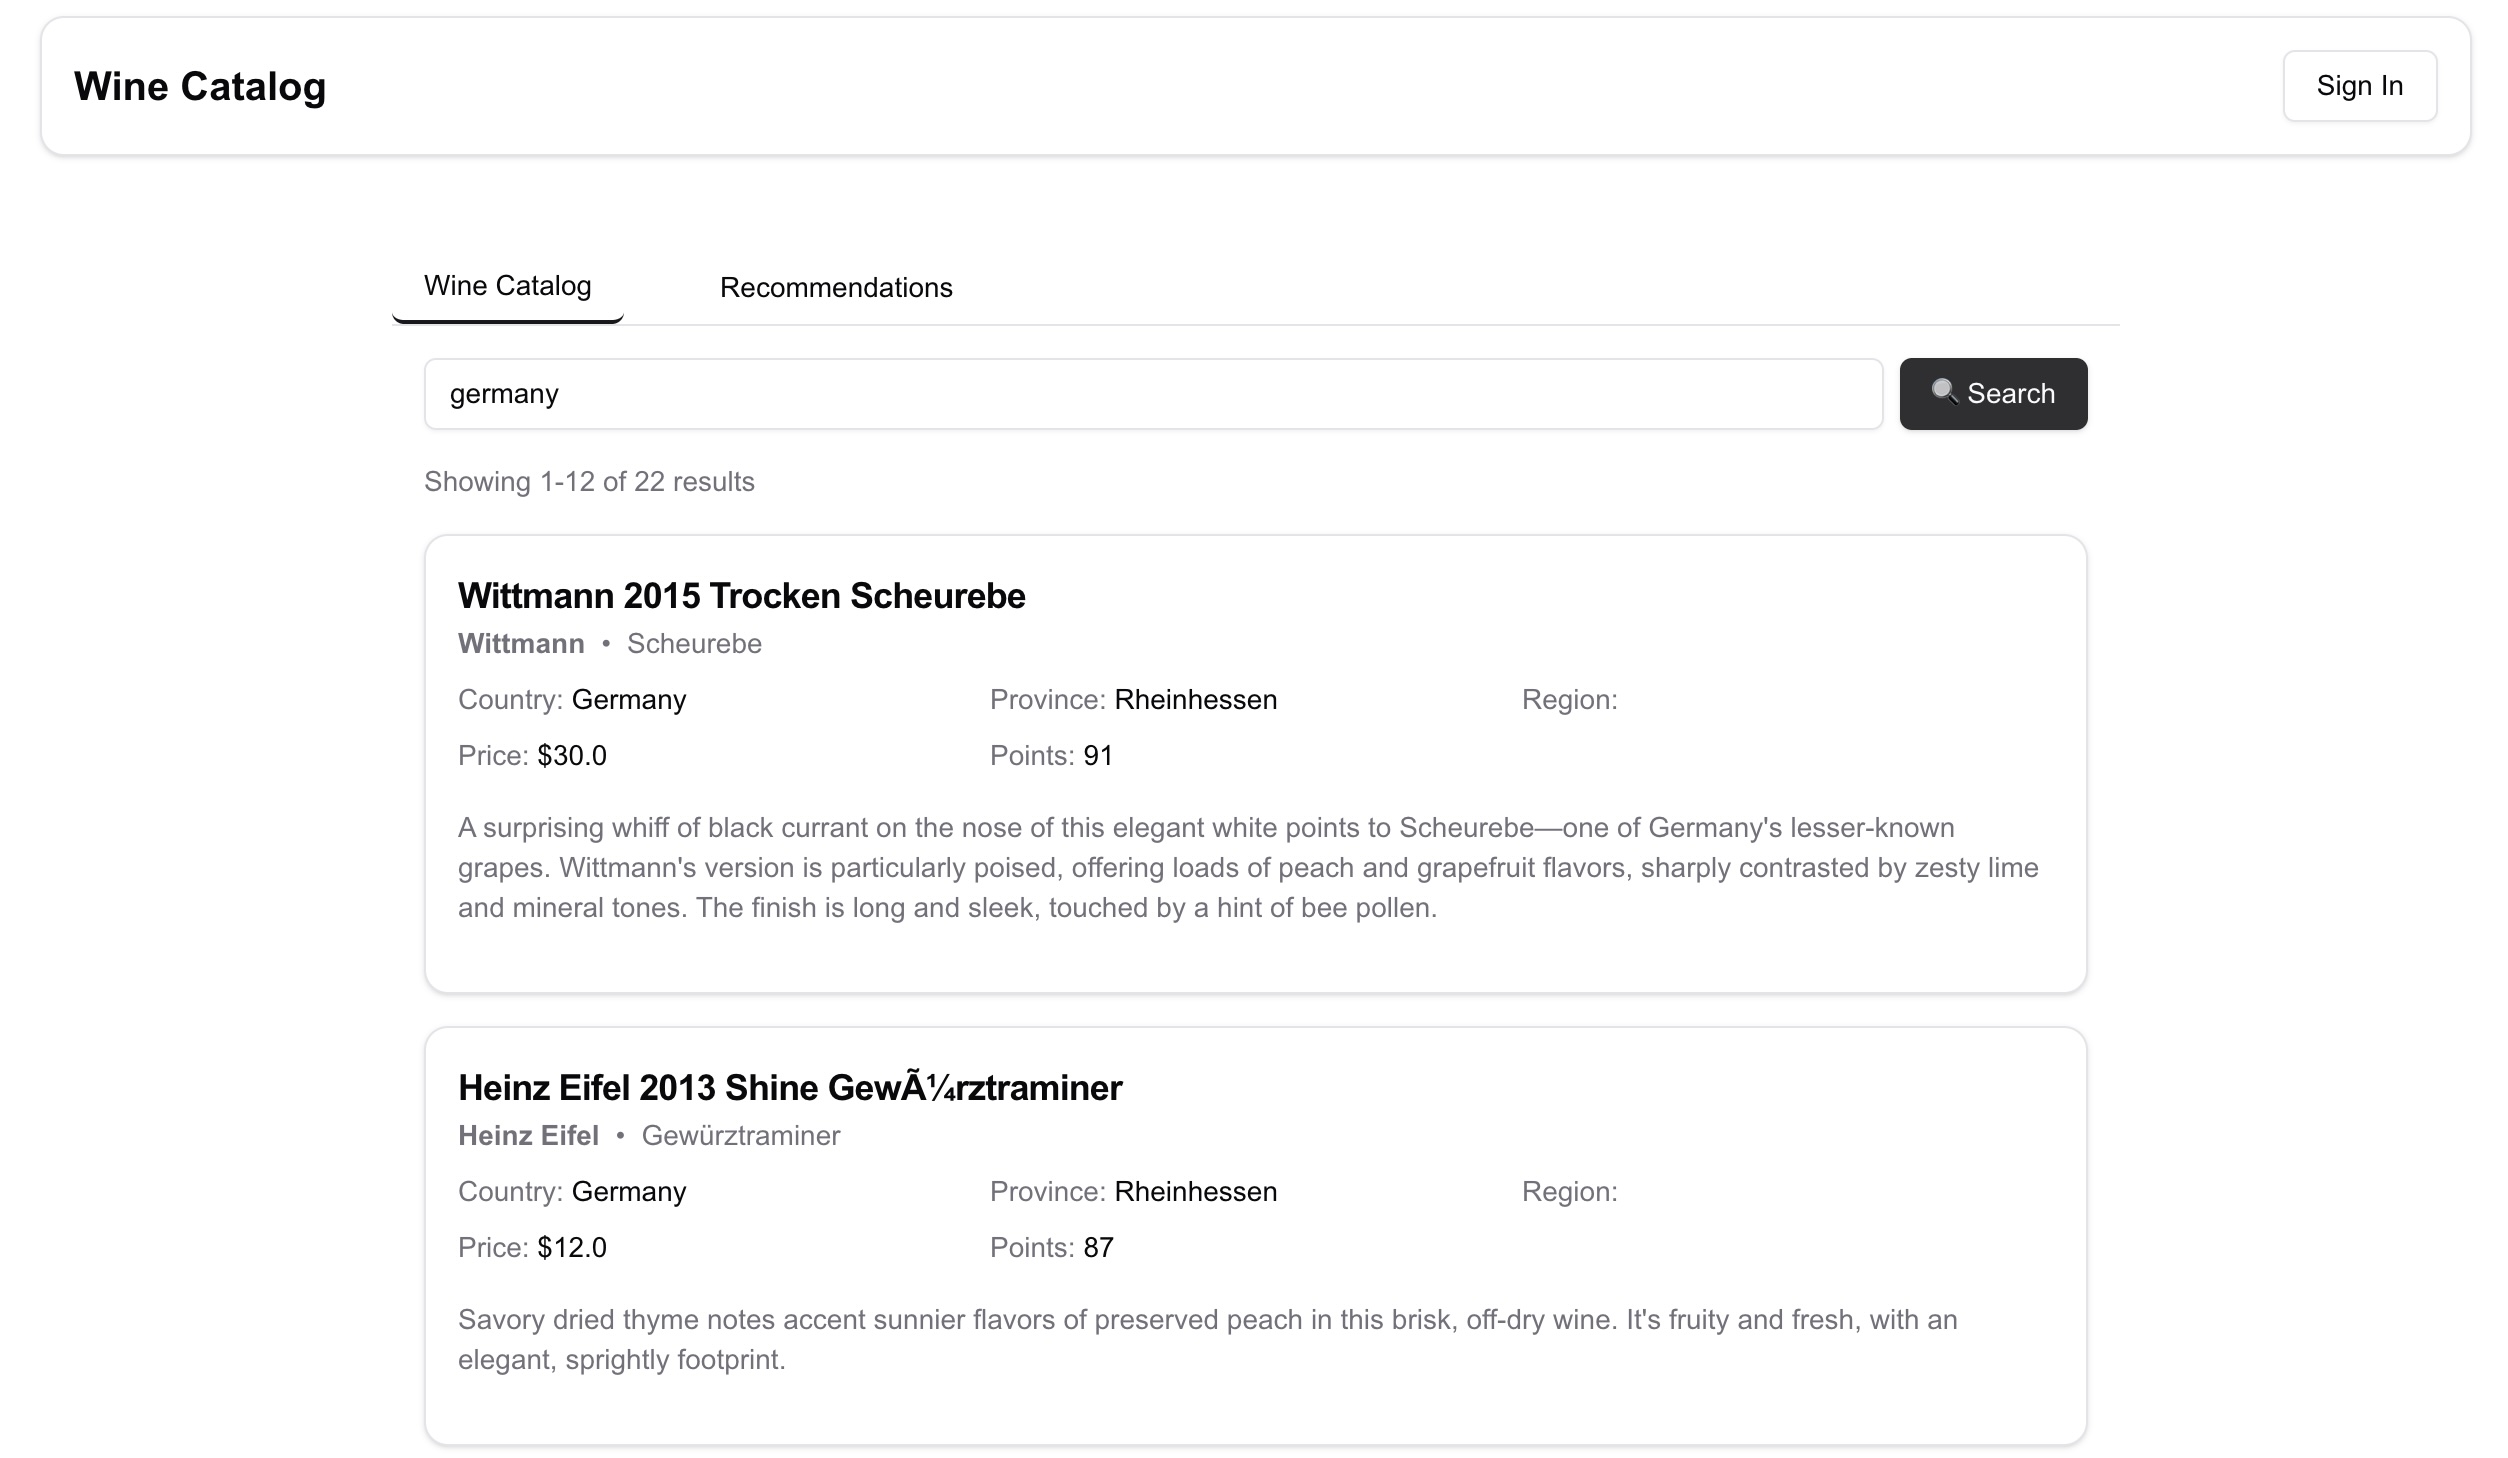 Wine Catalog
Sign In
Wine Catalog
Recommendations
germany
Search
Showing 1-12 of 22 results
Wittmann 2015 Trocken Scheurebe
Wittmann • Scheurebe
Country: Germany Province: Rheinhessen Region:
Price: $30.0 Points: 91
A surprising whiff of black currant on the nose of this elegant white points to Scheurebe—one of Germany's lesser-known
grapes. Wittmann's version is particularly poised, offering loads of peach and grapefruit flavors, sharply contrasted by zesty lime
and mineral tones. The finish is long and sleek, touched by a hint of bee pollen.
Heinz Eifel 2013 Shine GewÃ¼rztraminer
Heinz Eifel • Gewürztraminer
Country: Germany Province: Rheinhessen Region:
Price: $12.0 Points: 87
Savory dried thyme notes accent sunnier flavors of preserved peach in this brisk, off-dry wine. It's fruity and fresh, with an
elegant, sprightly footprint.